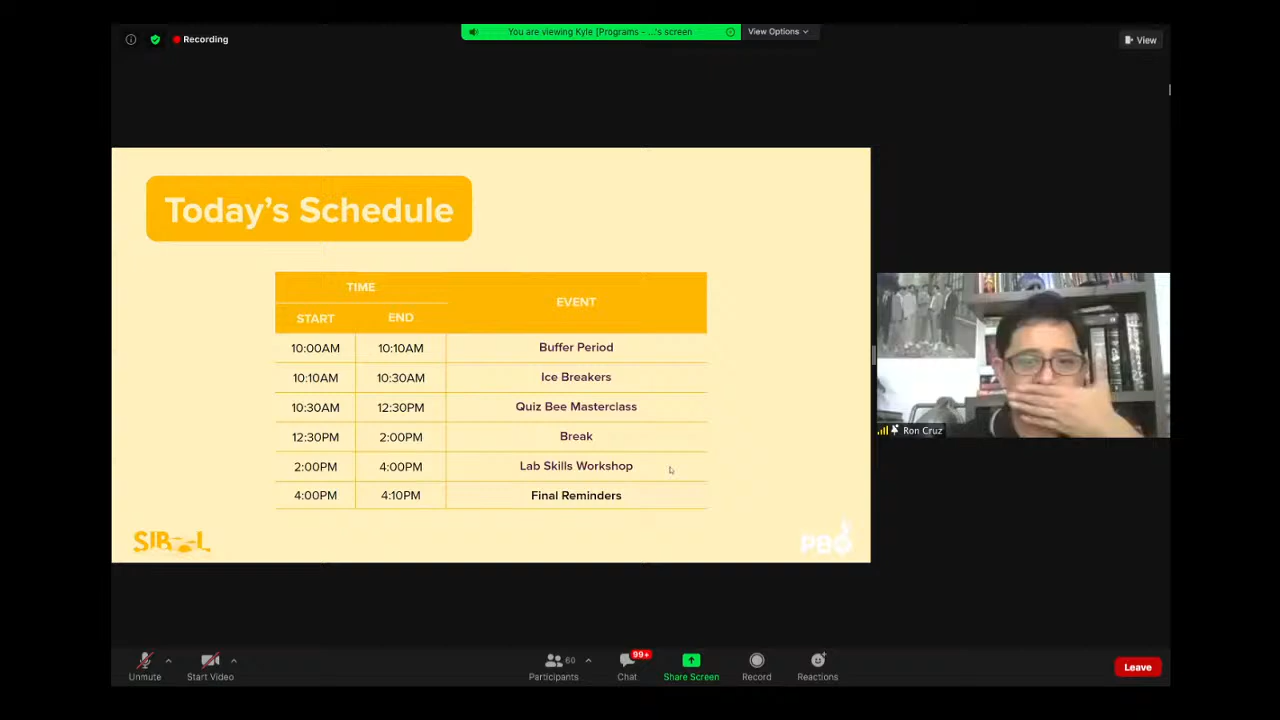 Recording
You are viewing Kyle [Programs - ...'s screen
View Options
View
Today's Schedule
TIME
EVENT
START
END
10:00AM 10:10AM Buffer Period
10:10AM 10:30AM Ice Breakers
10:30AM 12:30PM Quiz Bee Masterclass
12:30PM 2:00PM Break
2:00PM 4:00PM Lab Skills Workshop
4:00PM 4:10PM Final Reminders
SIBOL
PBO
Ron Cruz
Unmute
Start Video
60
Participants
99+
Chat
Share Screen
Record
Reactions
Leave